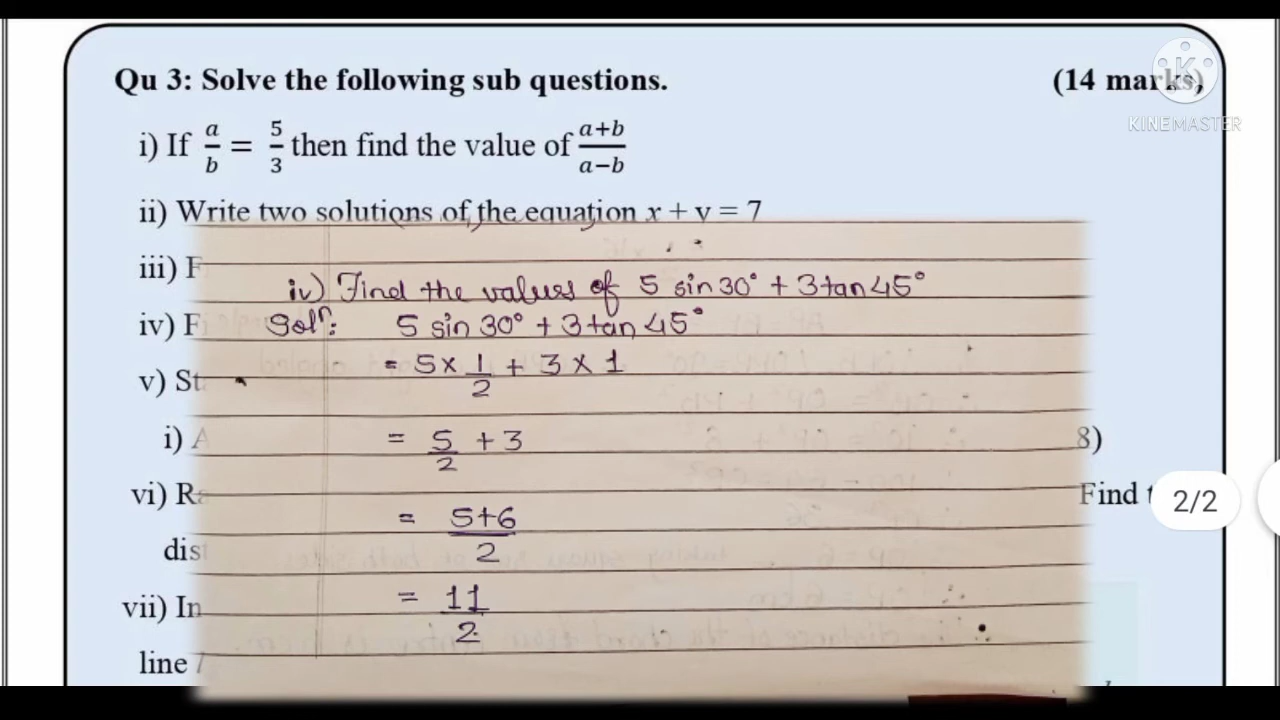 Qu 3: Solve the following sub questions. (14 marks)
KINEMASTER
i) If a/b = 5/3 then find the value of a+b/a−b
ii) Write two solutions of the equation x + y = 7
iii) F
iv) Find the values of 5 sin 30° + 3 tan 45°
iv) Fi
Solⁿ: 5 sin 30° + 3 tan 45°
= 5 × 1/2 + 3 × 1
v) St
i) A
= 5/2 + 3
8)
vi) Ra
Find t
2/2
= 5+6/2
dist
vii) In
= 11/2
line l